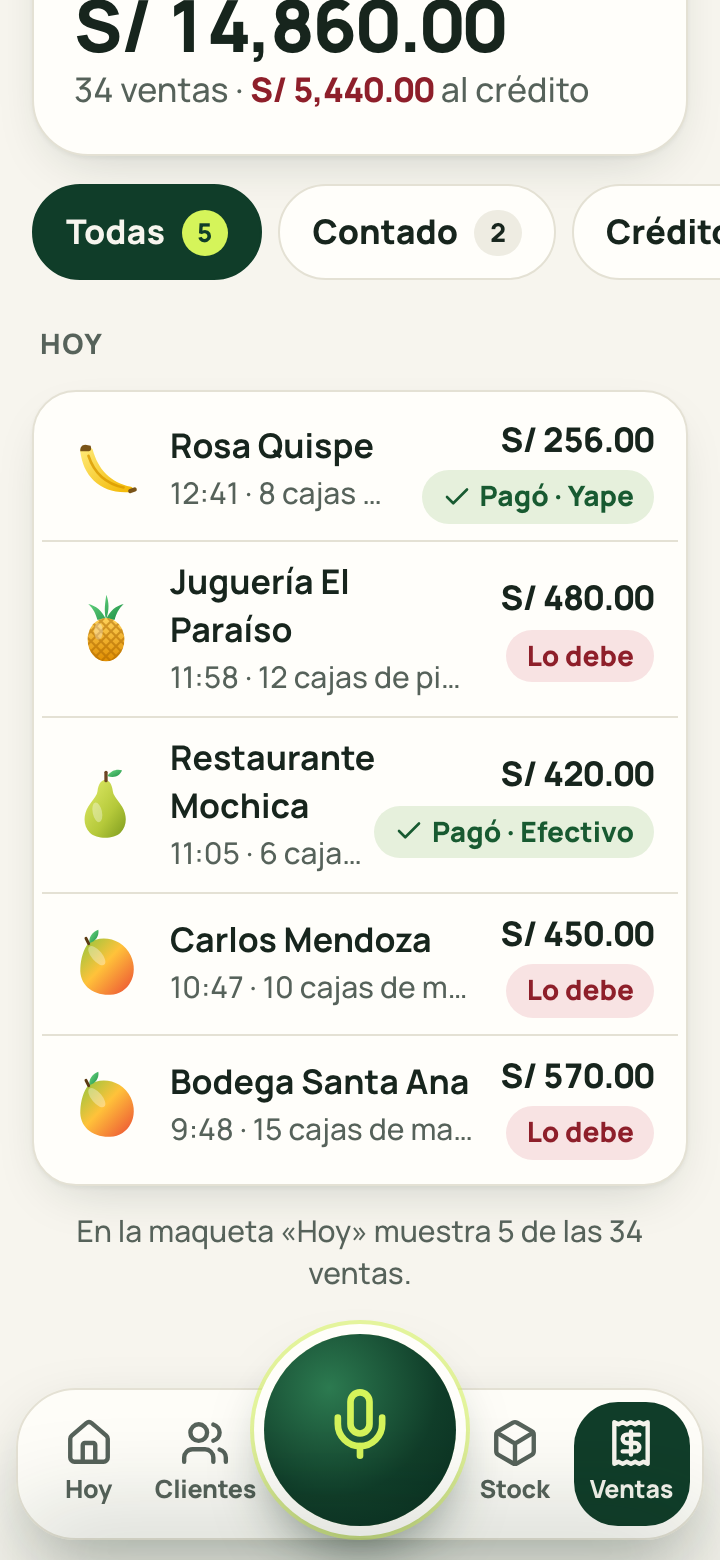 S/ 14,860.00
34 ventas · S/ 5,440.00 al crédito
Todas 5
Contado 2
Crédito
HOY
Rosa Quispe
S/ 256.00
12:41 · 8 cajas ...
Pagó · Yape
Juguería El
Paraíso
S/ 480.00
11:58 · 12 cajas de pi...
Lo debe
Restaurante
Mochica
S/ 420.00
11:05 · 6 caja...
Pagó · Efectivo
Carlos Mendoza
S/ 450.00
10:47 · 10 cajas de m...
Lo debe
Bodega Santa Ana
S/ 570.00
9:48 · 15 cajas de ma...
Lo debe
En la maqueta «Hoy» muestra 5 de las 34
ventas.
Hoy
Clientes
Stock
Ventas